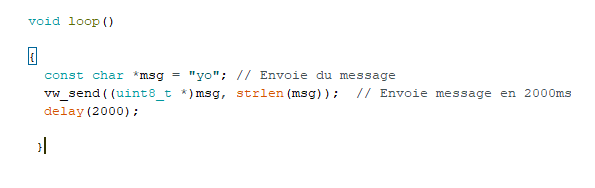 void loop()
{
const char *msg = "yo"; // Envoie du message
vw_send((uint8_t *)msg, strlen(msg)); // Envoie message en 2000ms
delay(2000);
}